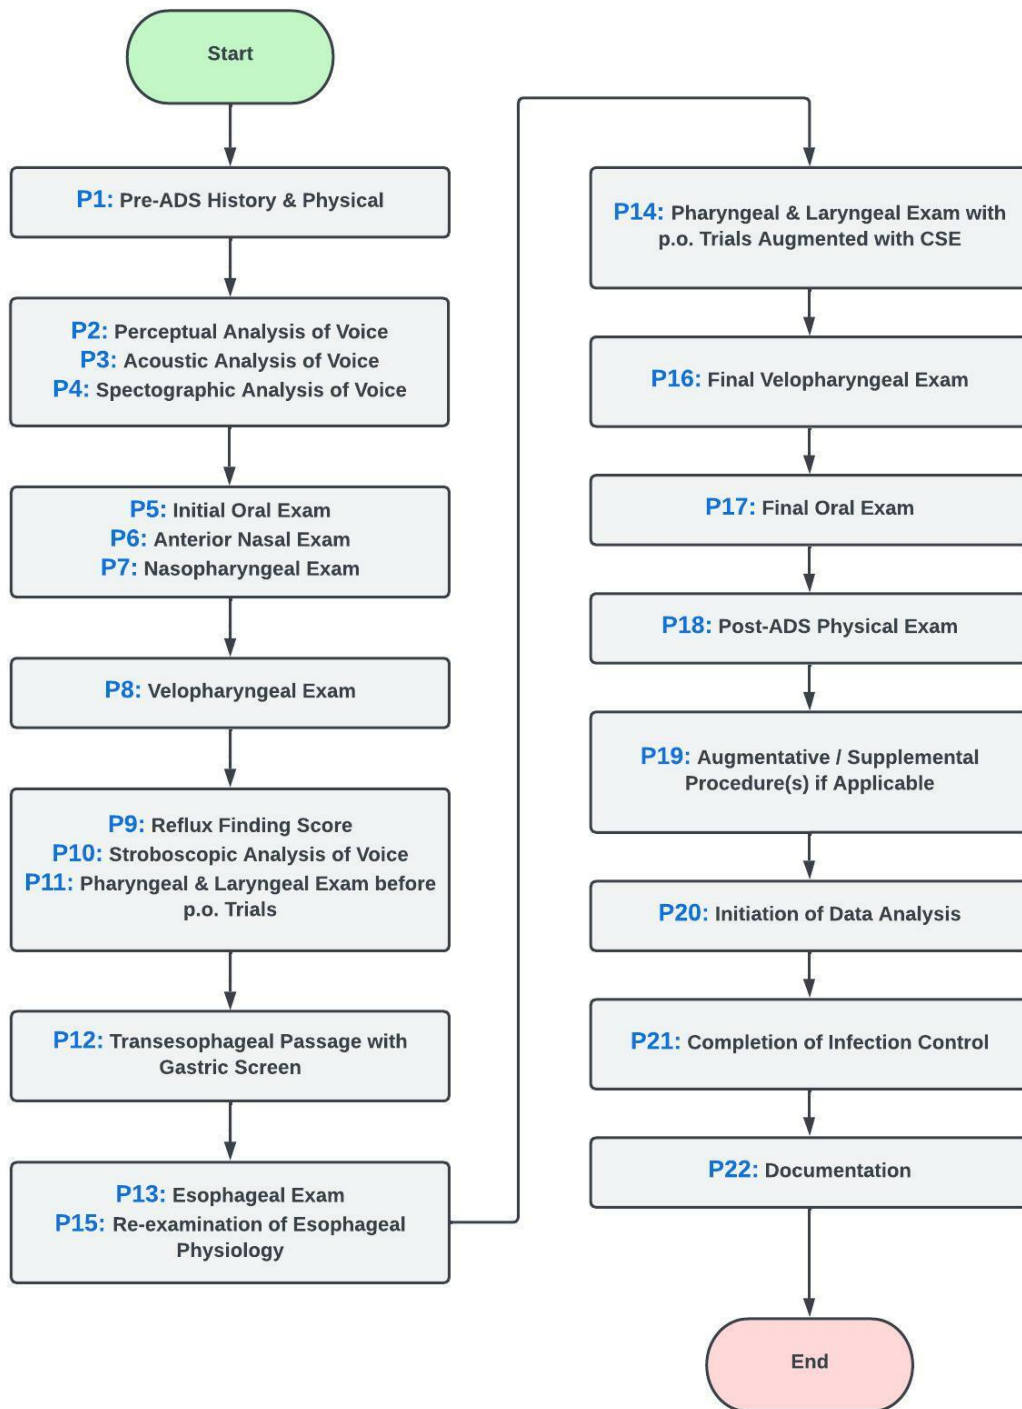 Start
P1: Pre-ADS History & Physical
P2: Perceptual Analysis of Voice
P3: Acoustic Analysis of Voice
P4: Spectographic Analysis of Voice
P5: Initial Oral Exam
P6: Anterior Nasal Exam
P7: Nasopharyngeal Exam
P8: Velopharyngeal Exam
P9: Reflux Finding Score
P10: Stroboscopic Analysis of Voice
P11: Pharyngeal & Laryngeal Exam before
p.o. Trials
P12: Transesophageal Passage with
Gastric Screen
P13: Esophageal Exam
P15: Re-examination of Esophageal
Physiology
P14: Pharyngeal & Laryngeal Exam with
p.o. Trials Augmented with CSE
P16: Final Velopharyngeal Exam
P17: Final Oral Exam
P18: Post-ADS Physical Exam
P19: Augmentative / Supplemental
Procedure(s) if Applicable
P20: Initiation of Data Analysis
P21: Completion of Infection Control
P22: Documentation
End